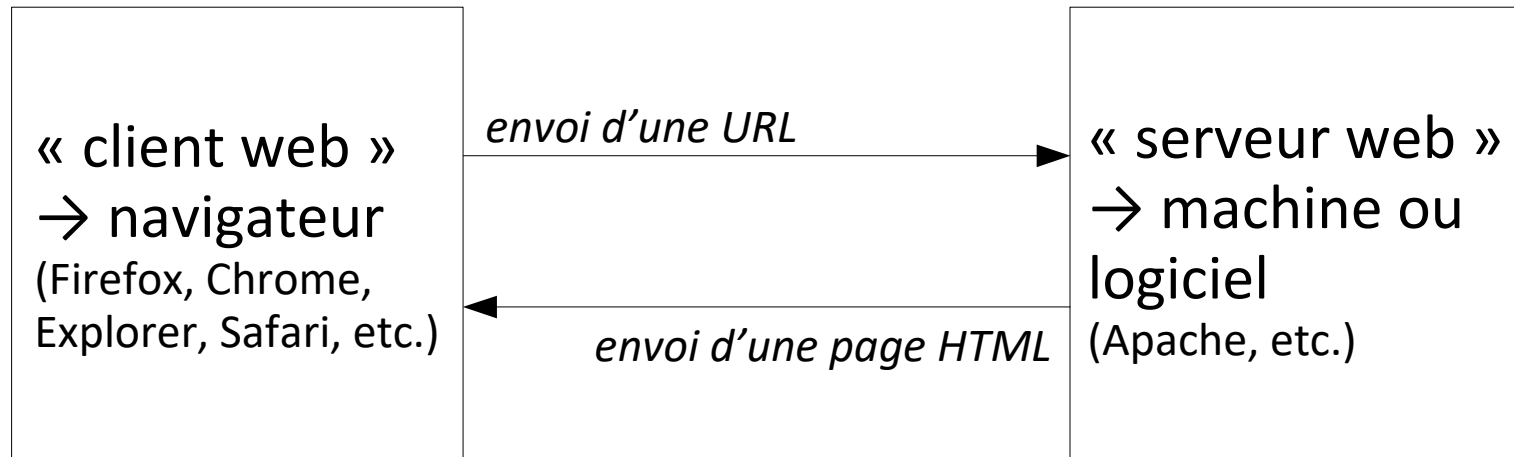 « client web »
→ navigateur
(Firefox, Chrome,
Explorer, Safari, etc.)
envoi d’une URL
envoi d’une page HTML
« serveur web »
→ machine ou
logiciel
(Apache, etc.)